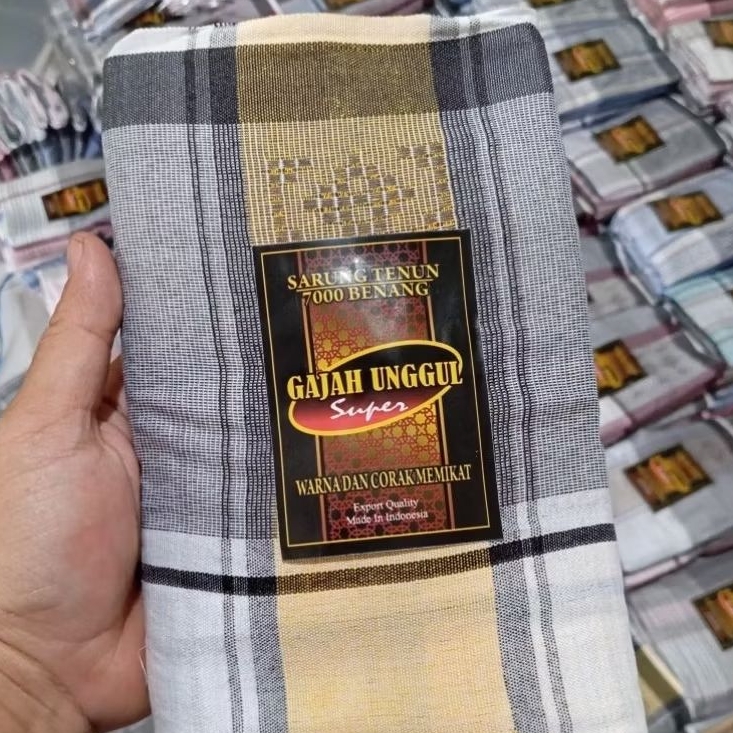 SARUNG TENUN
7000 BENANG
GAJAH UNGGUL
Super
WARNA DAN CORAK MEMIKAT
Export Quality
Made In Indonesia